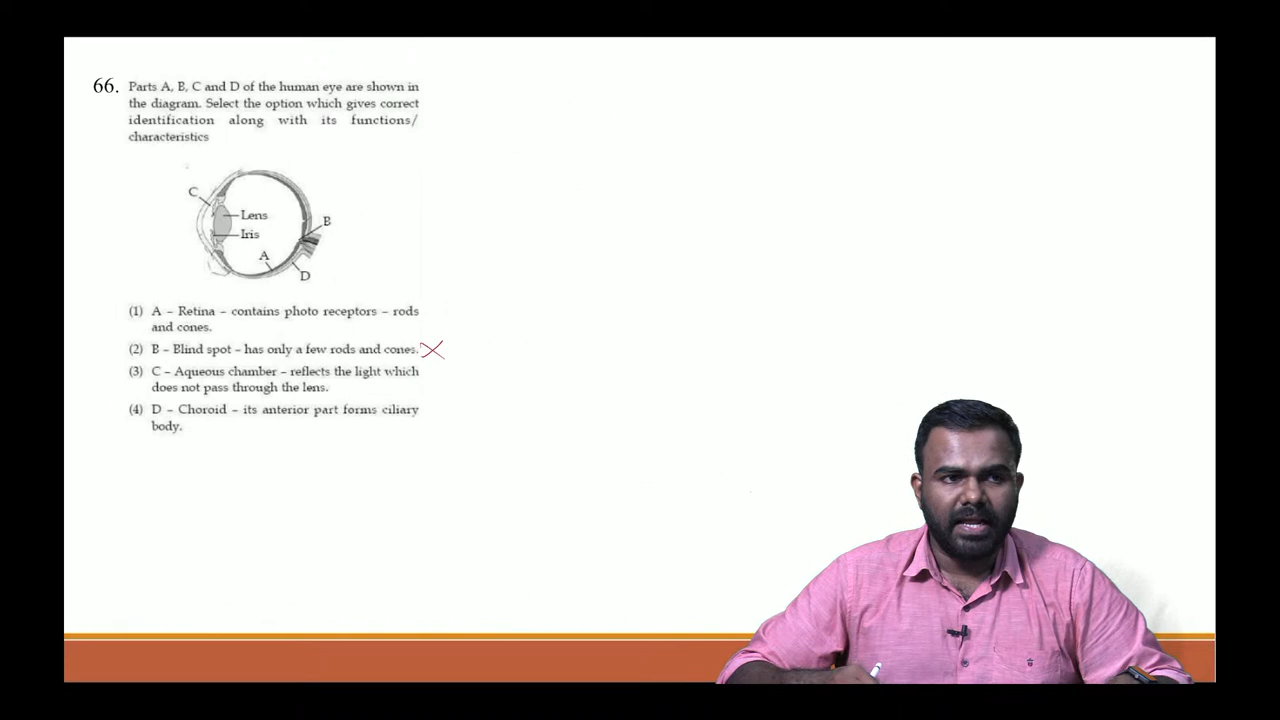 66. Parts A, B, C and D of the human eye are shown in
the diagram. Select the option which gives correct
identification along with its functions/
characteristics
C
Lens
B
Iris
A
D
(1) A – Retina – contains photo receptors – rods
and cones.
(2) B – Blind spot – has only a few rods and cones.
(3) C – Aqueous chamber – reflects the light which
does not pass through the lens.
(4) D – Choroid – its anterior part forms ciliary
body.